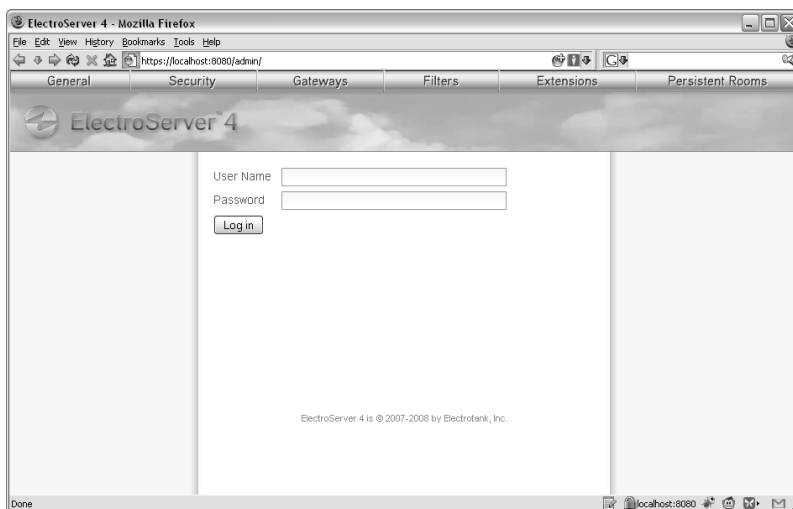 ElectroServer 4 - Mozilla Firefox
File Edit View History Bookmarks Tools Help
https://localhost:8080/admin/
G
General Security Gateways Filters Extensions Persistent Rooms
ElectroServer™ 4
User Name
Password
Log in
ElectroServer 4 is © 2007-2008 by Electrotank, Inc.
Done localhost:8080